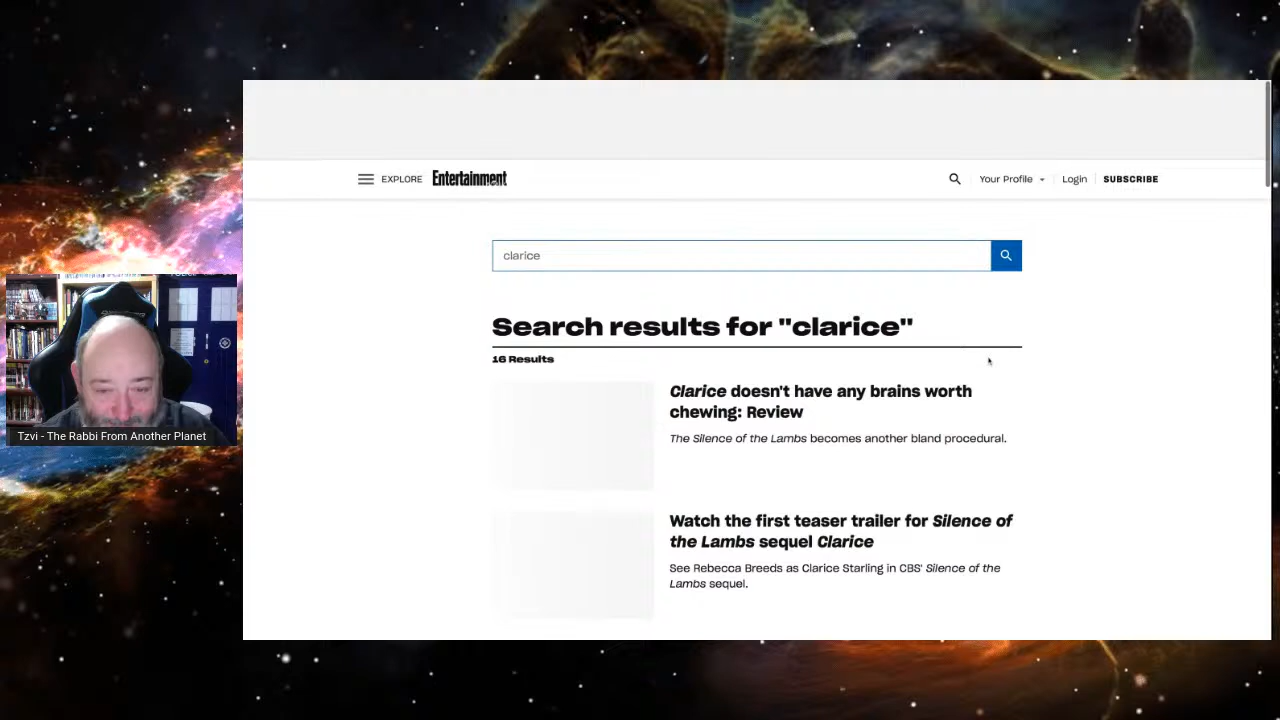 EXPLORE Entertainment
Your Profile Login SUBSCRIBE
clarice
Search results for "clarice"
16 Results
Clarice doesn't have any brains worth
chewing: Review
The Silence of the Lambs becomes another bland procedural.
Watch the first teaser trailer for Silence of
the Lambs sequel Clarice
See Rebecca Breeds as Clarice Starling in CBS' Silence of the
Lambs sequel.
Tzvi - The Rabbi From Another Planet